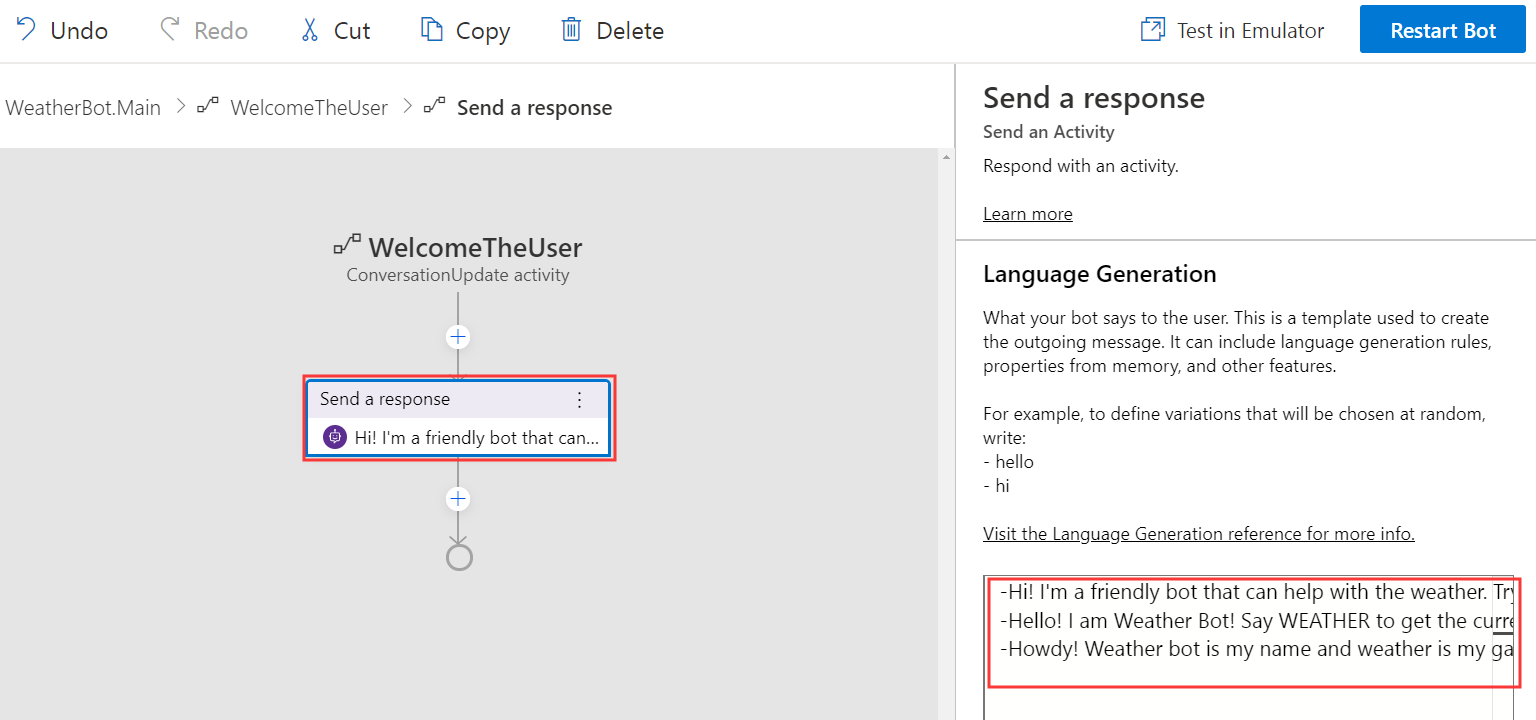 Undo Redo Cut Copy Delete Test in Emulator Restart Bot
WeatherBot.Main > WelcomeTheUser > Send a response
WelcomeTheUser
ConversationUpdate activity
Send a response
Hi! I'm a friendly bot that can...
Send a response
Send an Activity
Respond with an activity.
Learn more
Language Generation
What your bot says to the user. This is a template used to create
the outgoing message. It can include language generation rules,
properties from memory, and other features.
For example, to define variations that will be chosen at random,
write:
- hello
- hi
Visit the Language Generation reference for more info.
-Hi! I'm a friendly bot that can help with the weather. Try
-Hello! I am Weather Bot! Say WEATHER to get the curre
-Howdy! Weather bot is my name and weather is my ga